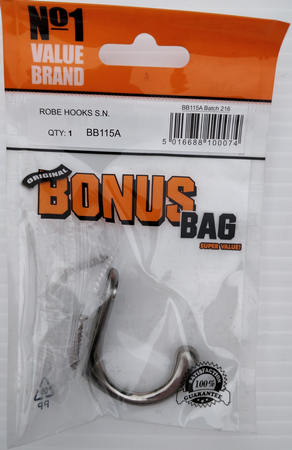 Nº1
VALUE
BRAND
ROBE HOOKS S.N.
QTY: 1 BB115A
BB115A Batch 216
5 016688 100074
ORIGINAL
BONUS
BAG
SUPER VALUE!
SATISFACTION
100%
GUARANTEE